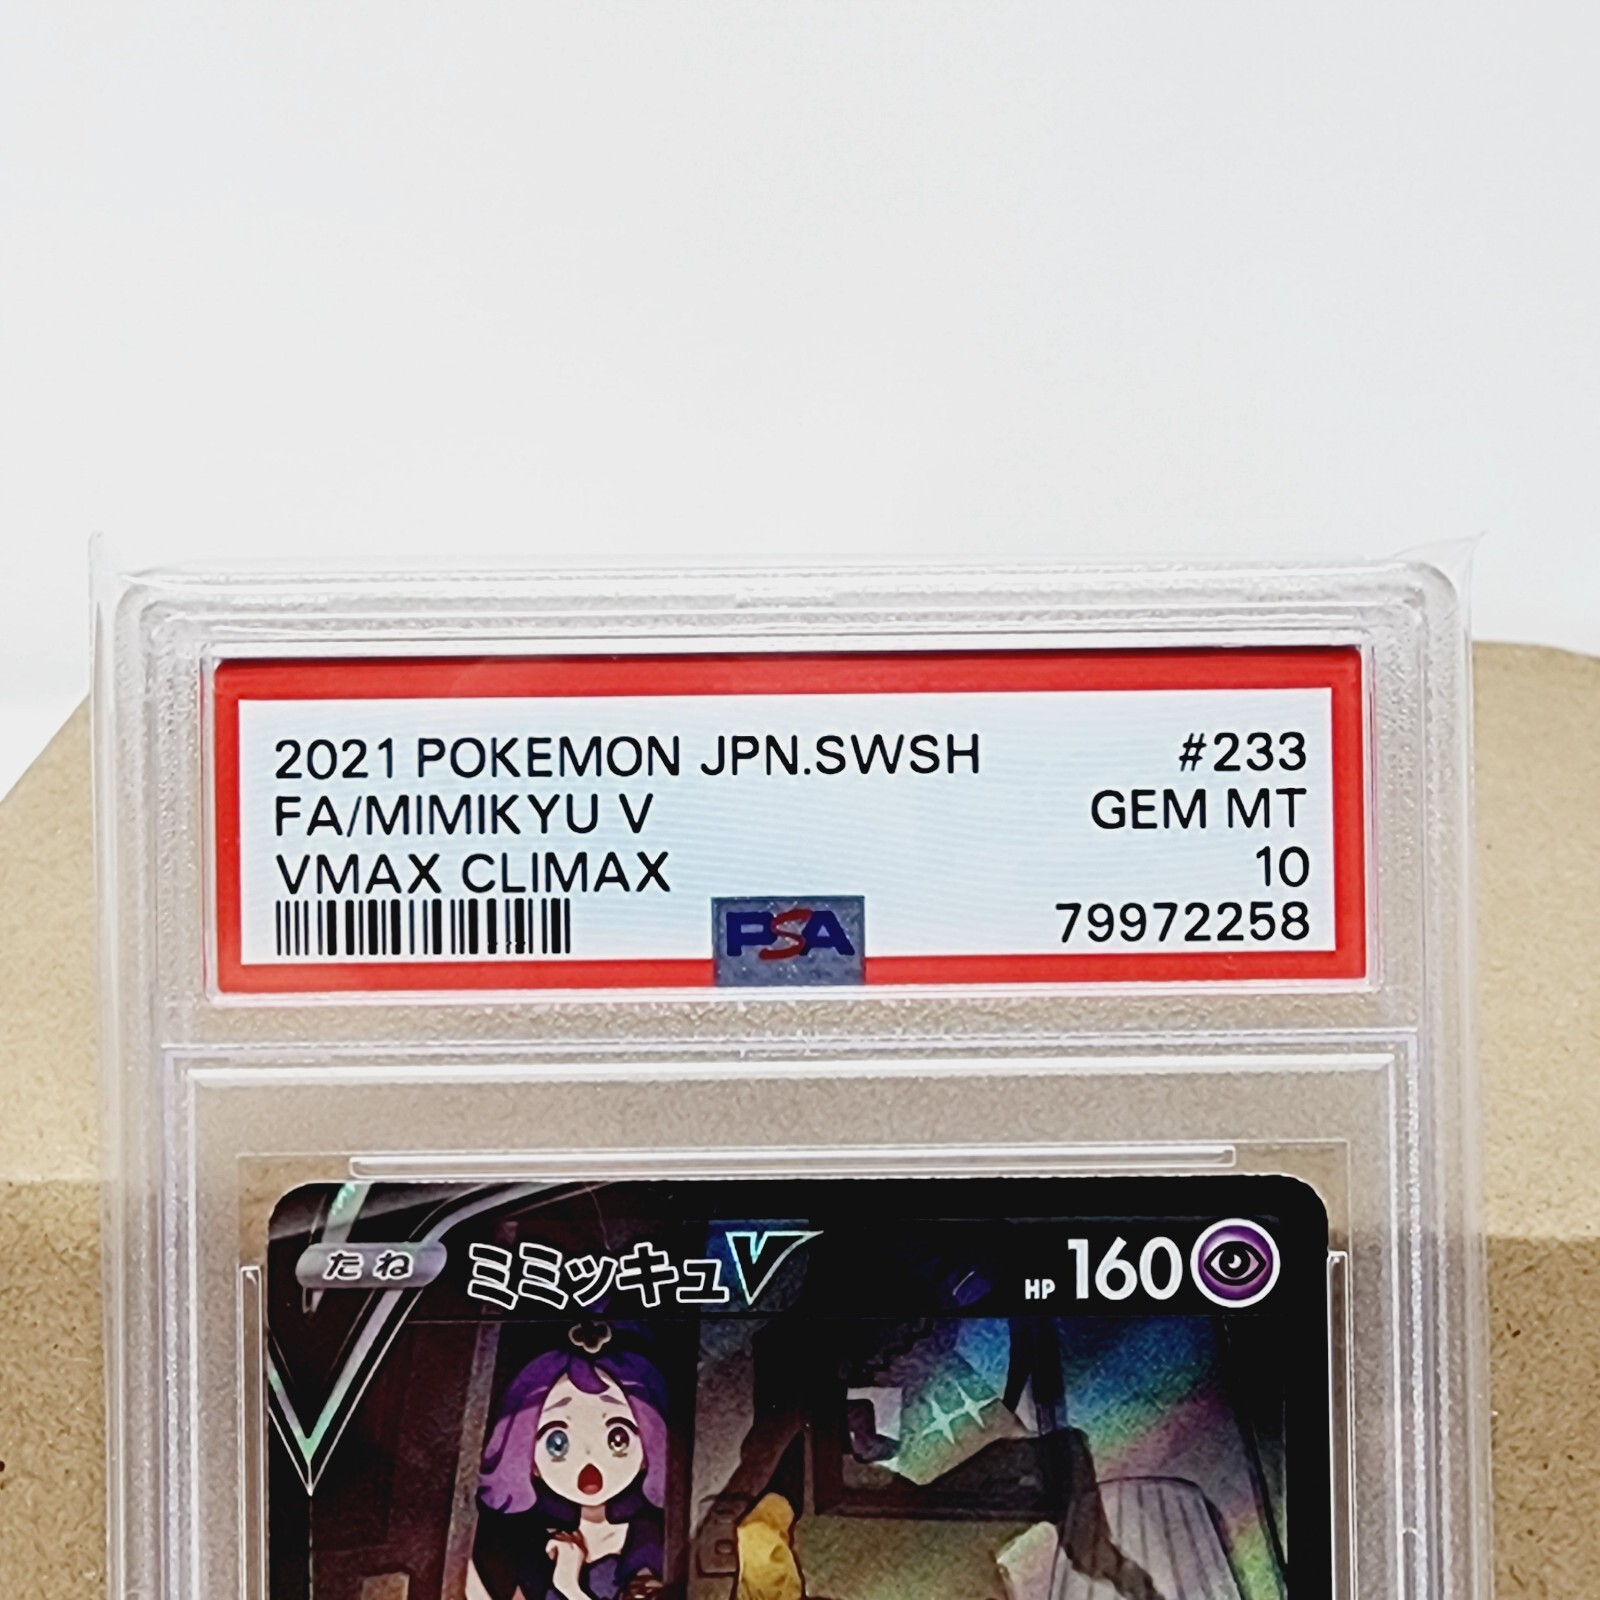 2021 POKEMON JPN.SWSH #233
FA/MIMIKYU V GEM MT
VMAX CLIMAX 10
PSA 79972258
たね ミミッキュV HP 160